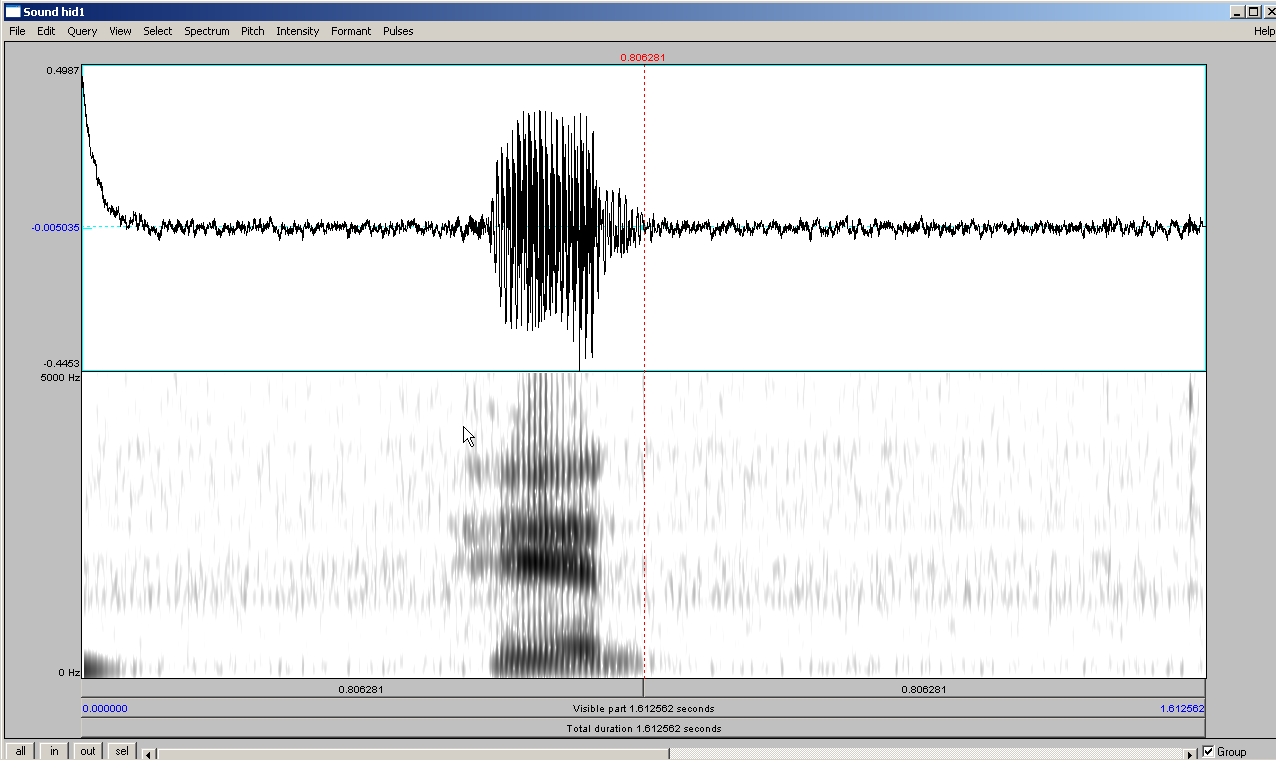 Sound hid1
File Edit Query View Select Spectrum Pitch Intensity Formant Pulses Help
0.806281
0.4987
-0.005035
-0.4453
5000 Hz
0 Hz
0.806281 0.806281
0.000000 Visible part 1.612562 seconds 1.612562
Total duration 1.612562 seconds
all in out sel Group